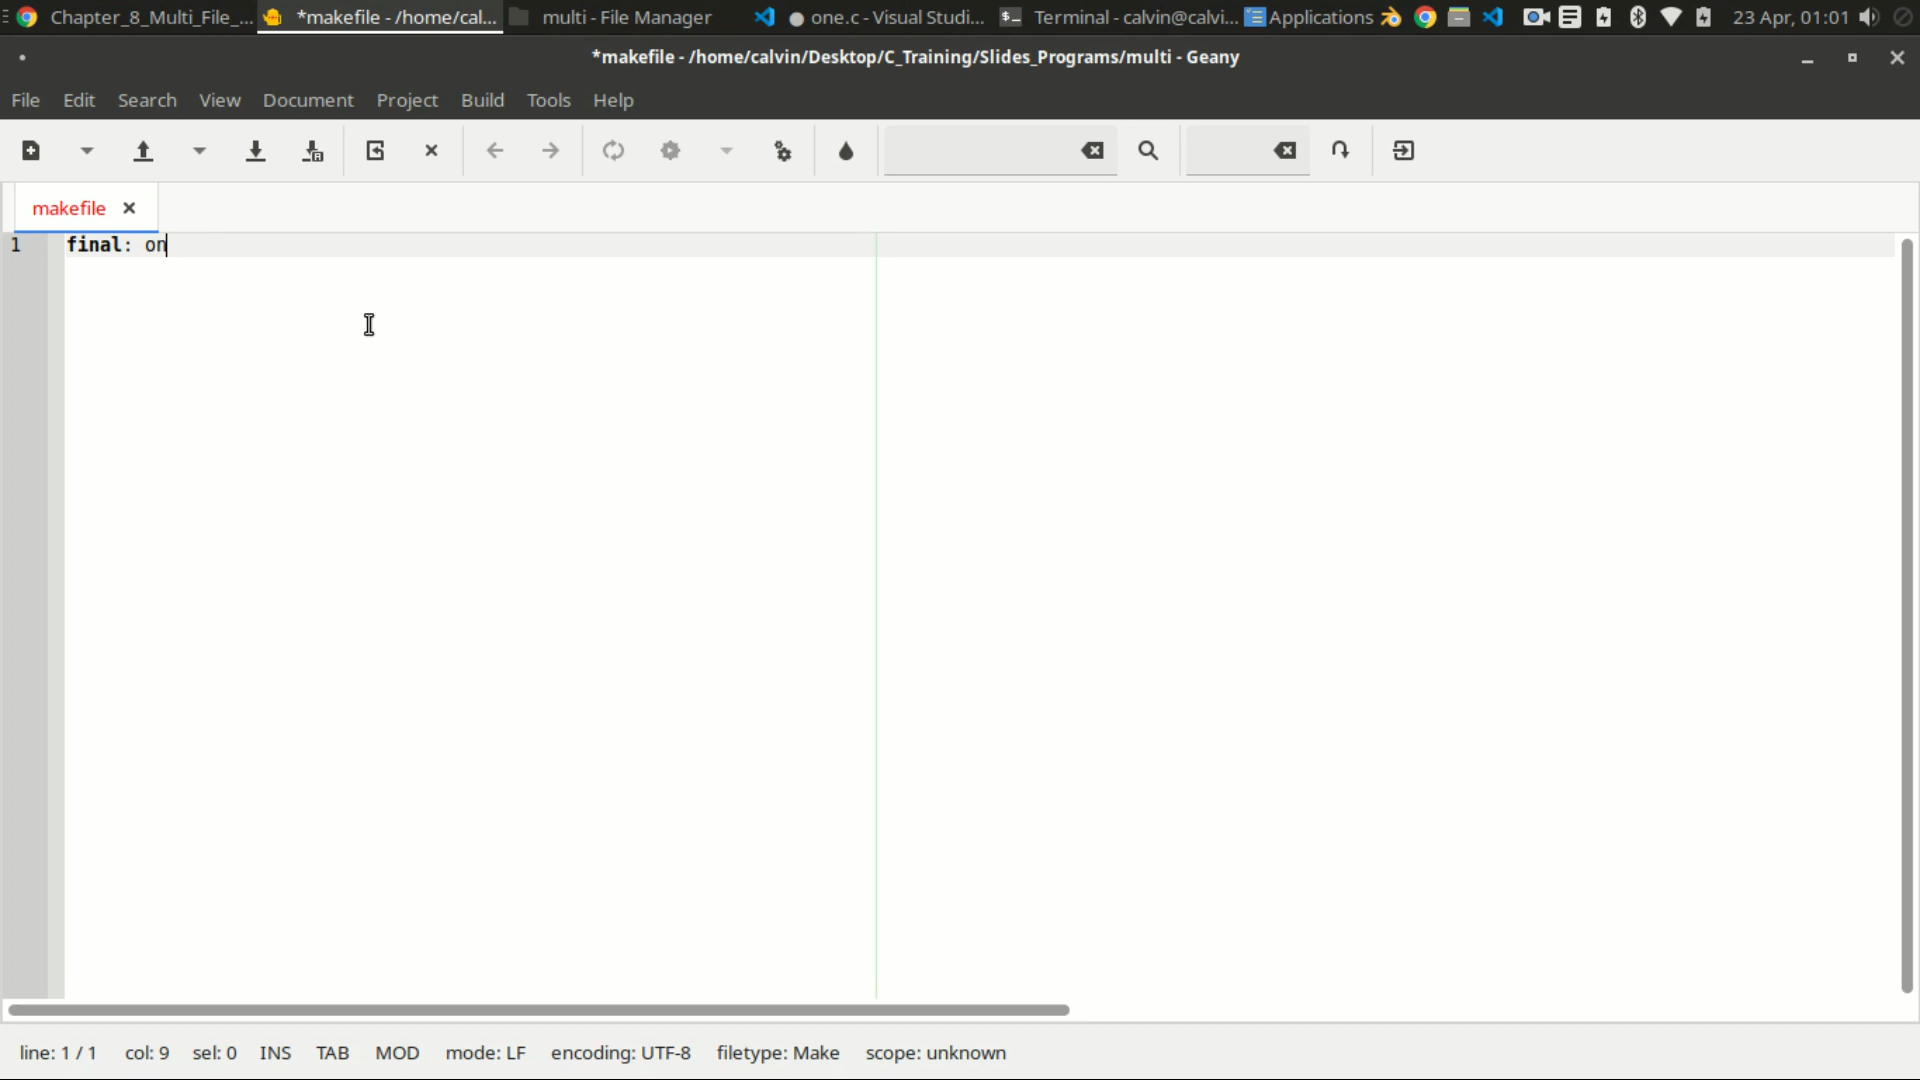 Chapter_8_Multi_File_... *makefile - /home/cal... multi - File Manager one.c - Visual Studi... Terminal - calvin@calvi... Applications 23 Apr, 01:01
*makefile - /home/calvin/Desktop/C_Training/Slides_Programs/multi - Geany
File Edit Search View Document Project Build Tools Help
makefile
1 final: on
line: 1 / 1 col: 9 sel: 0 INS TAB MOD mode: LF encoding: UTF-8 filetype: Make scope: unknown